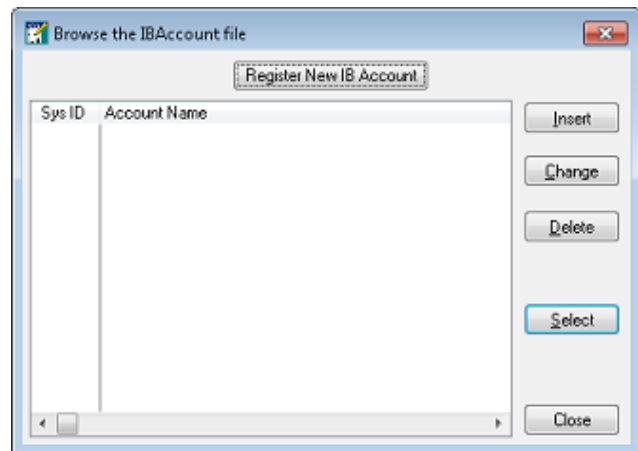 Browse the IBAccount file
Register New IB Account
Sys ID Account Name
Insert
Change
Delete
Select
Close